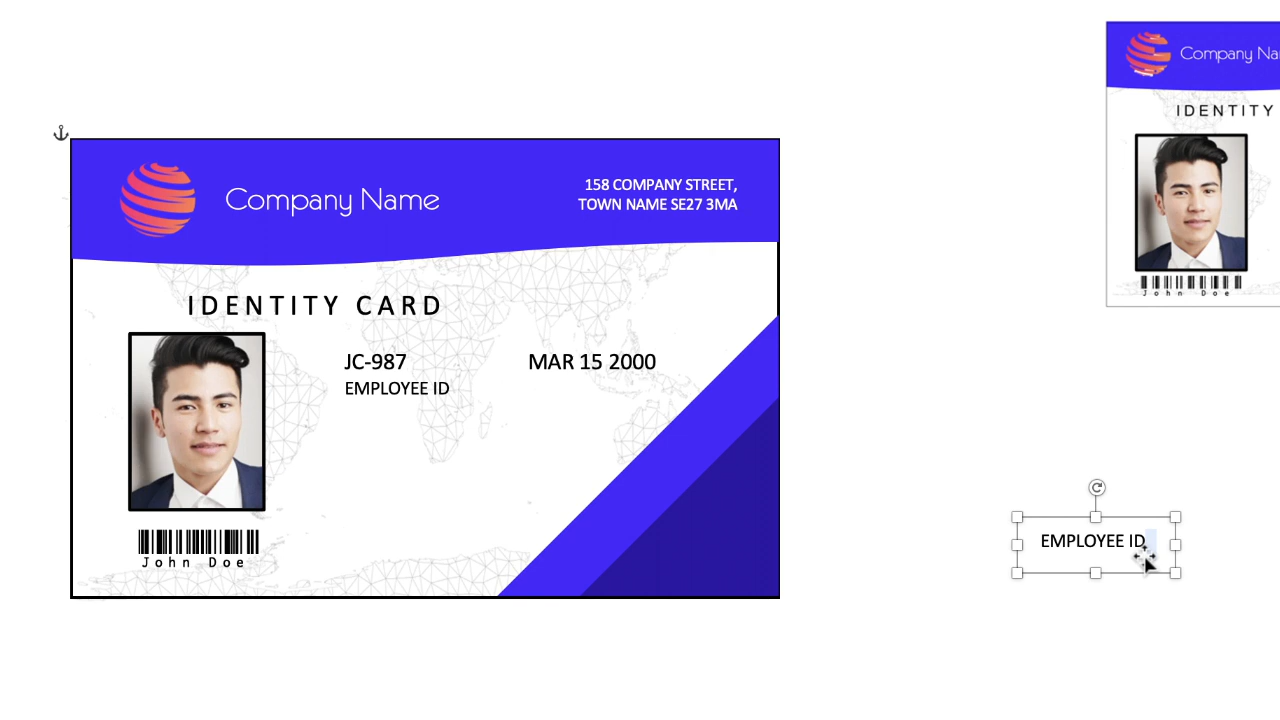 Company Name
158 COMPANY STREET,
TOWN NAME SE27 3MA
IDENTITY CARD
JC-987
MAR 15 2000
EMPLOYEE ID
John Doe
Company Na
IDENTITY
John Doe
EMPLOYEE ID